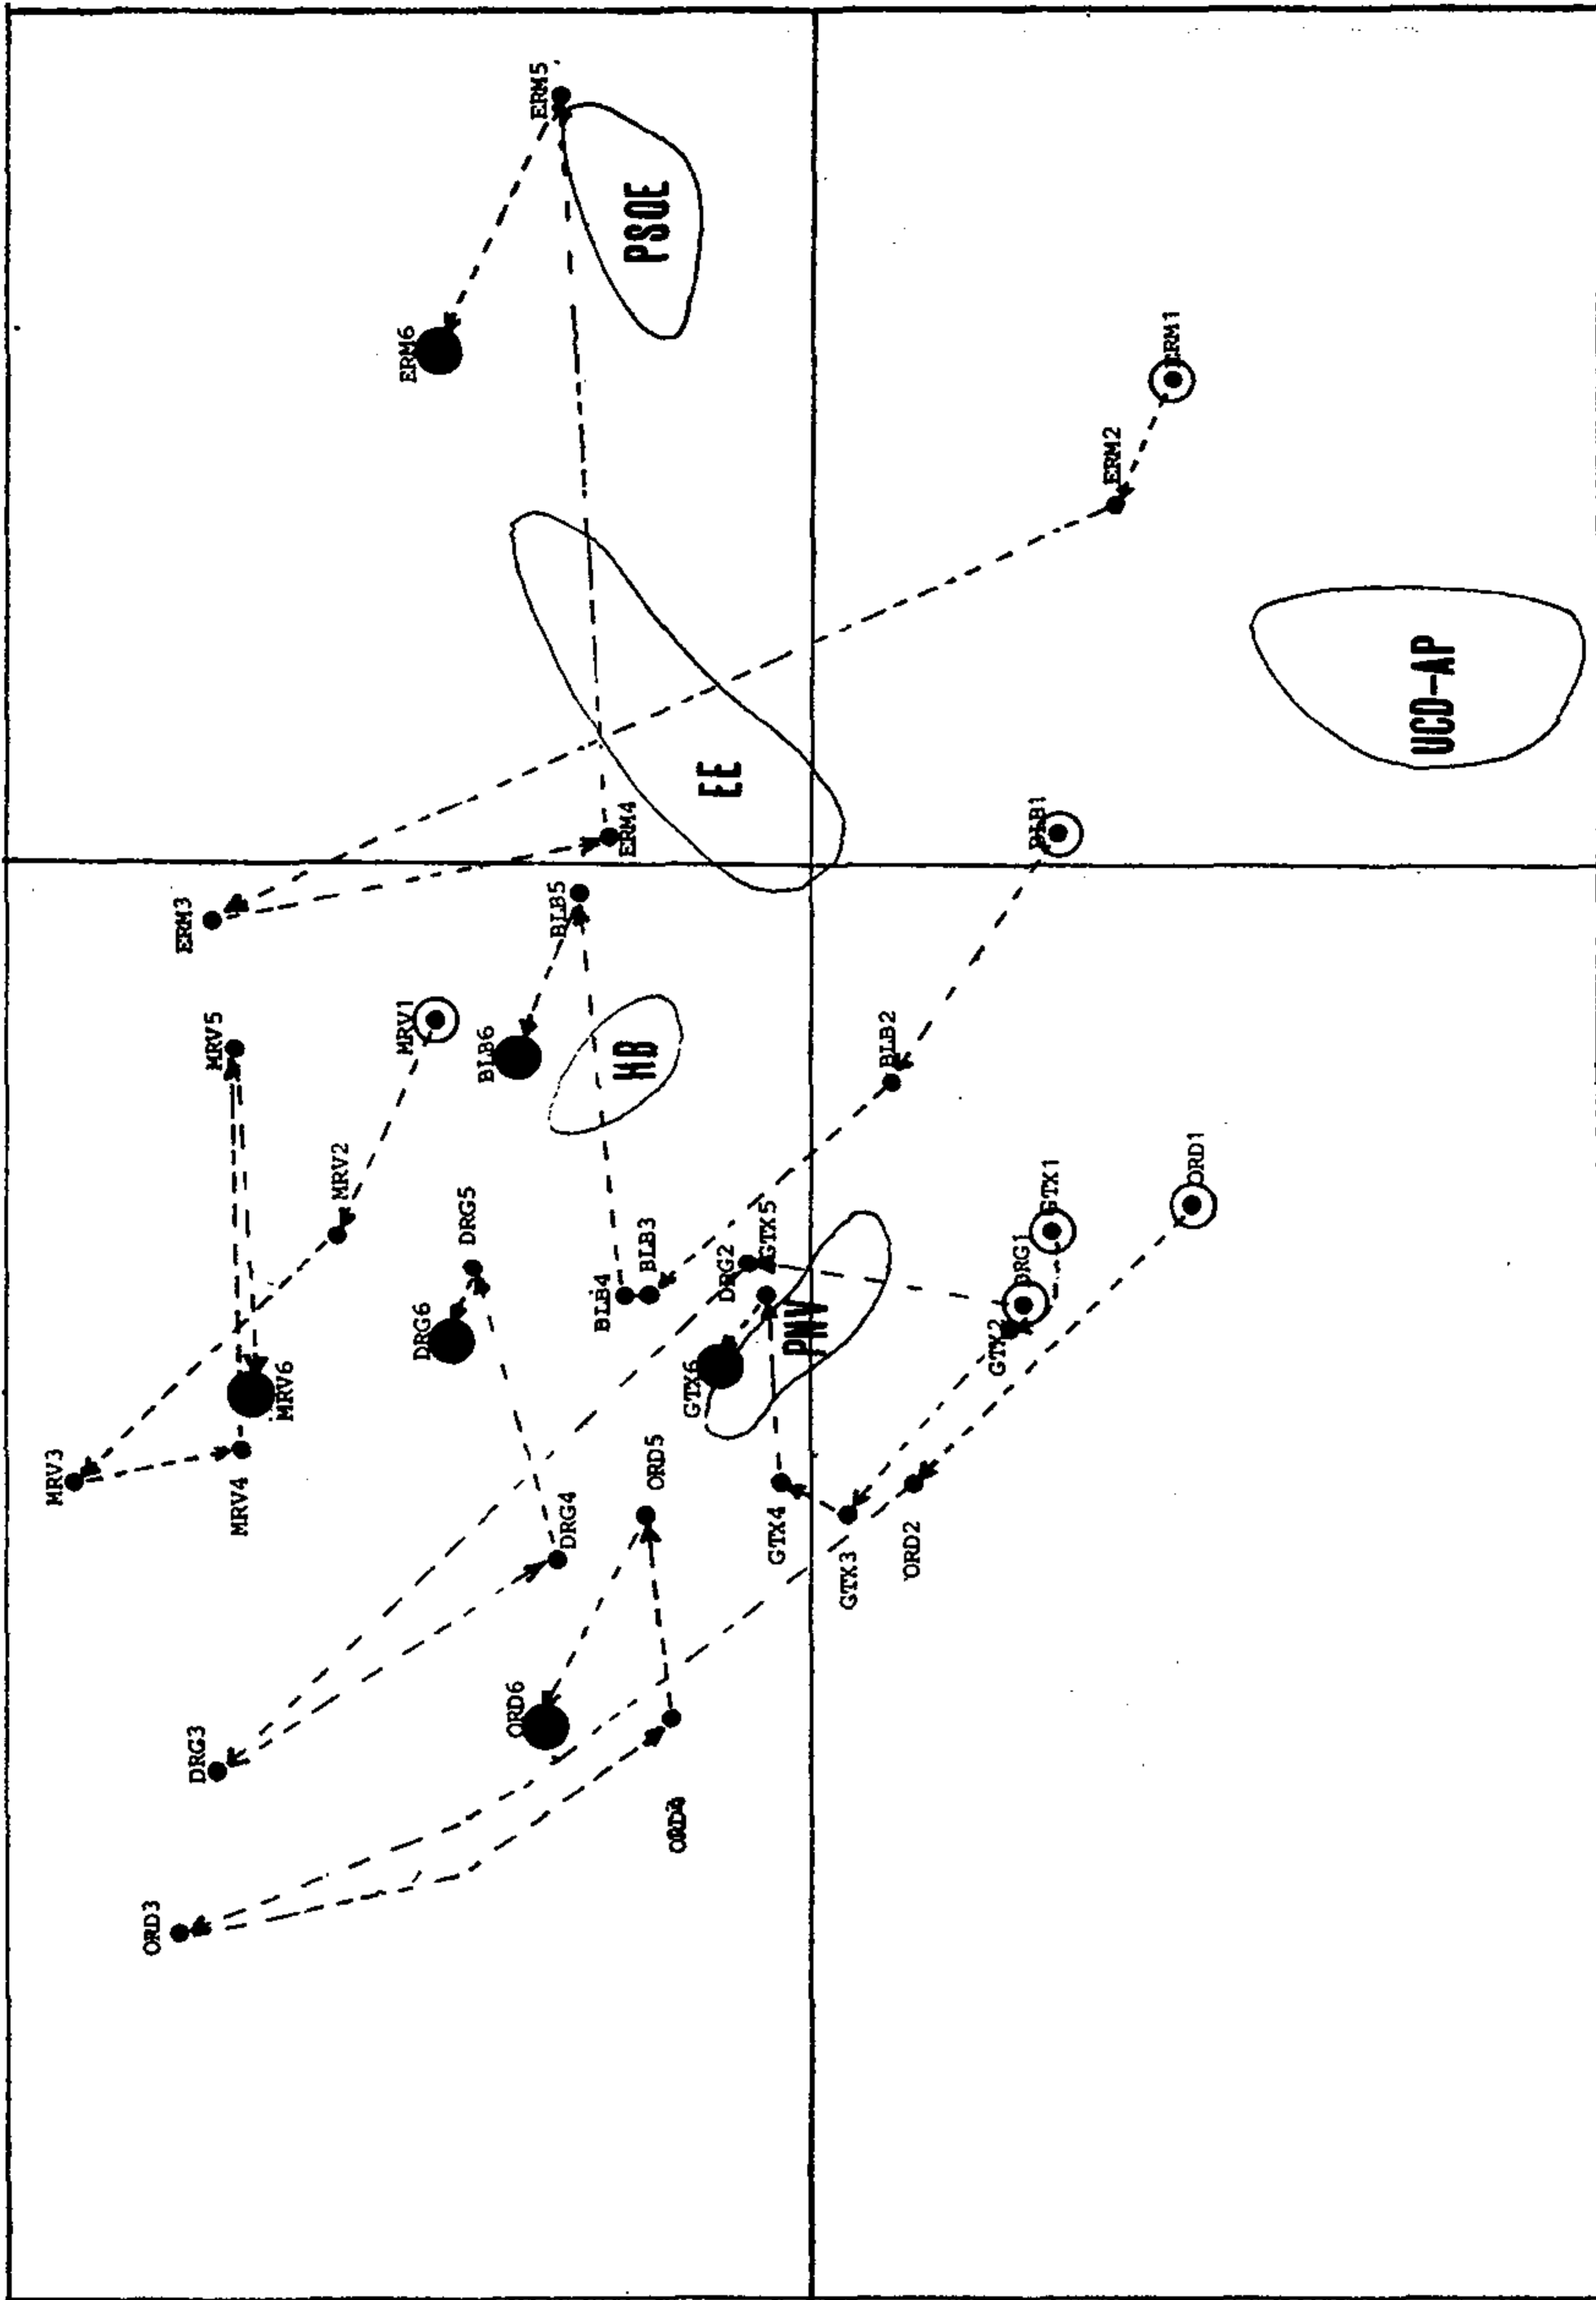 ERM5
PSOE
ERM6
ERM1
ERM2
EE
ERM4
UCD-AP
BLB1
ERM3
BLB5
MRV5
MRV1
BLB6
HB
BLB2
MRV2
DRG5
BLB3
BLB4
GTX5
DRG2
GTX1
DRG1
ORD1
DRG6
PNV
GTX2
MRV6
GTX6
MRV3
MRV4
ORD5
DRG4
GTX4
GTX3
ORD2
ORD6
DRG3
ORD4
ORD3